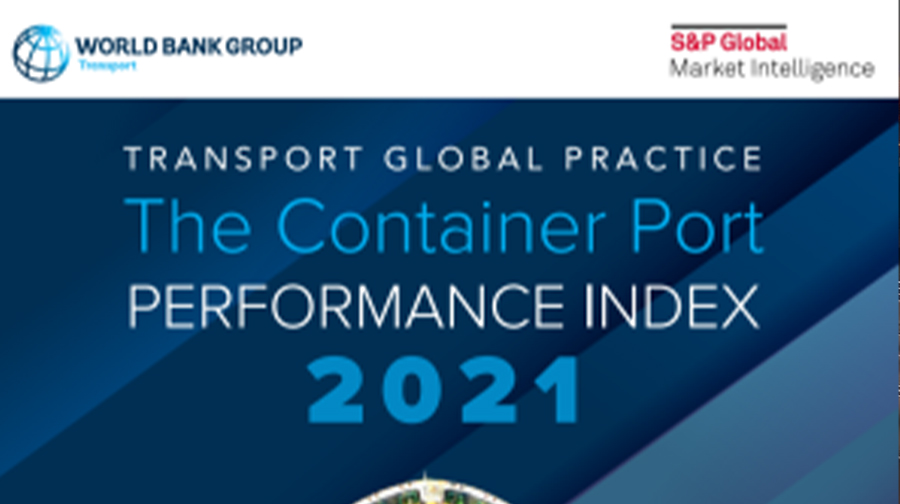 WORLD BANK GROUP
Transport
S&P Global
Market Intelligence
TRANSPORT GLOBAL PRACTICE
The Container Port
PERFORMANCE INDEX
2021